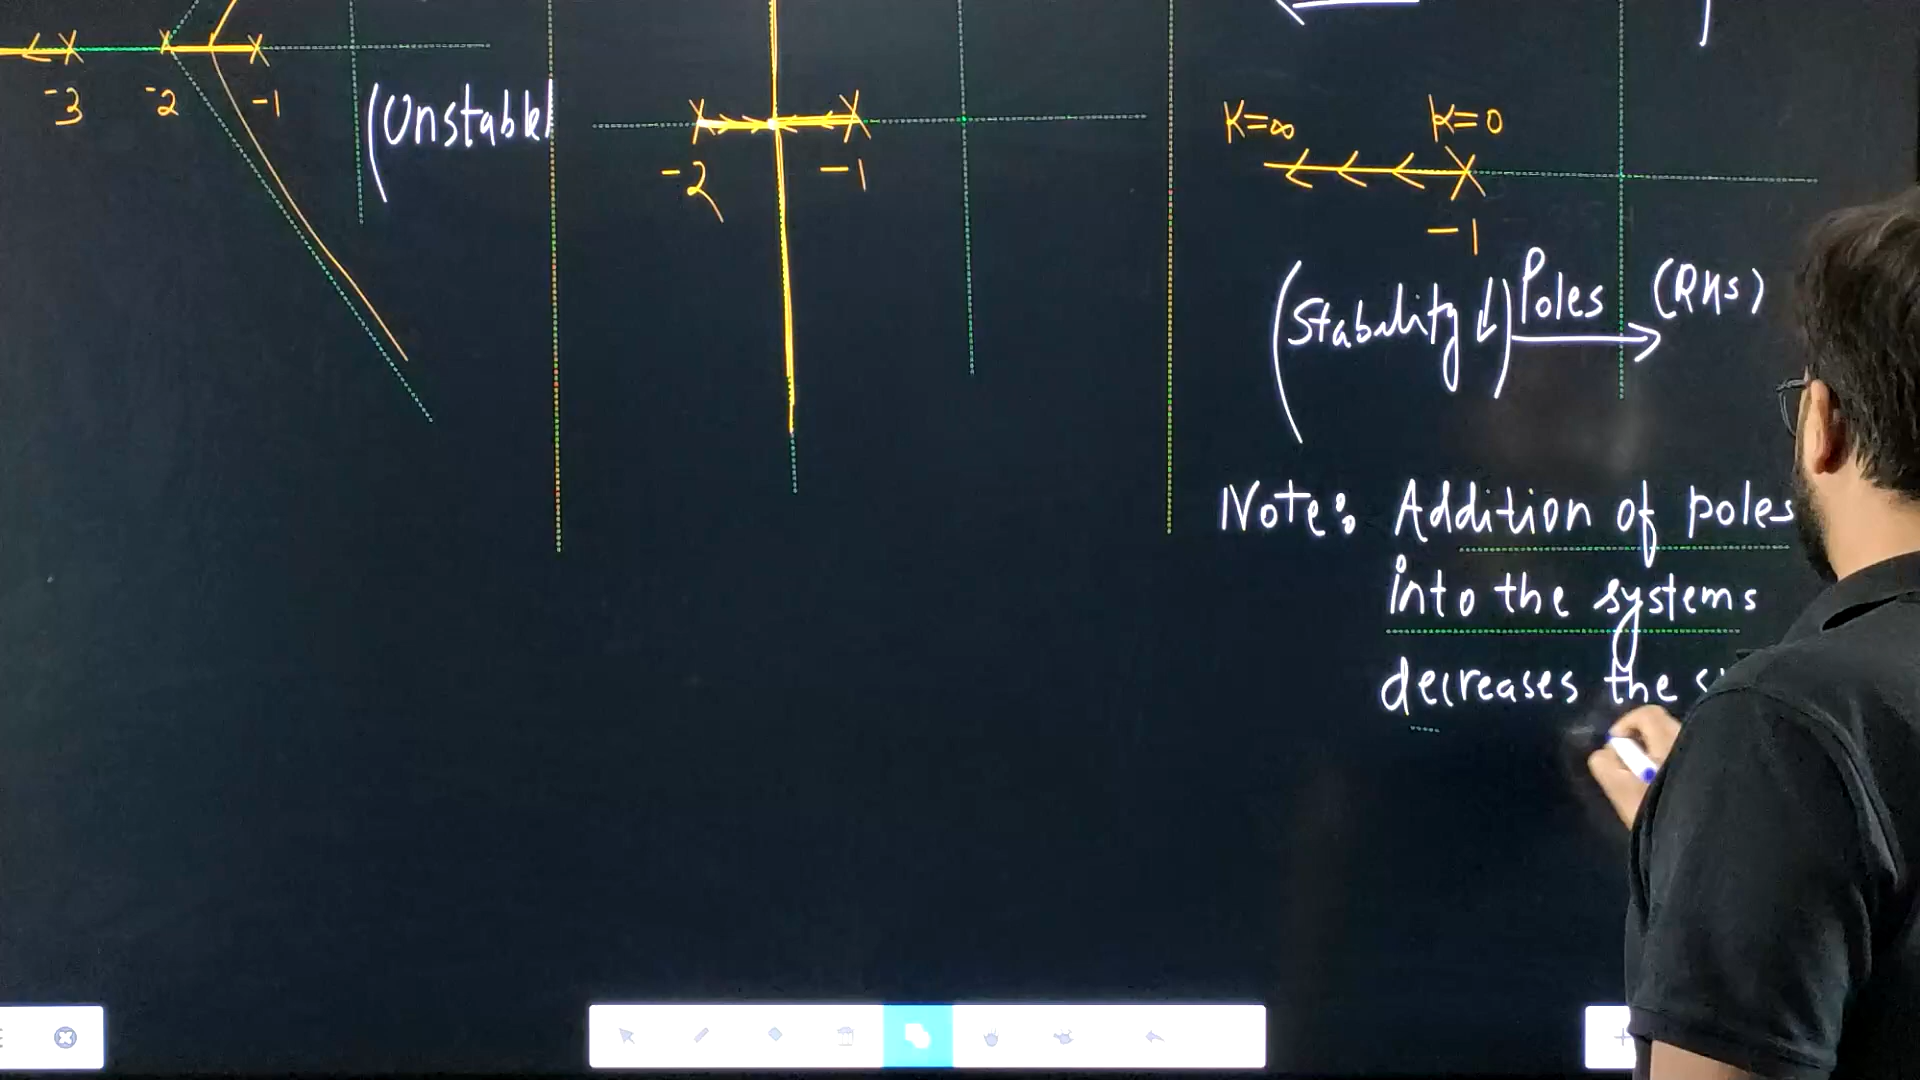 -3 -2 -1
(Unstable)
-2 -1
K=∞ K=0
-1
(Stability ↓) Poles (RHS)
Note: Addition of poles
into the systems
decreases the